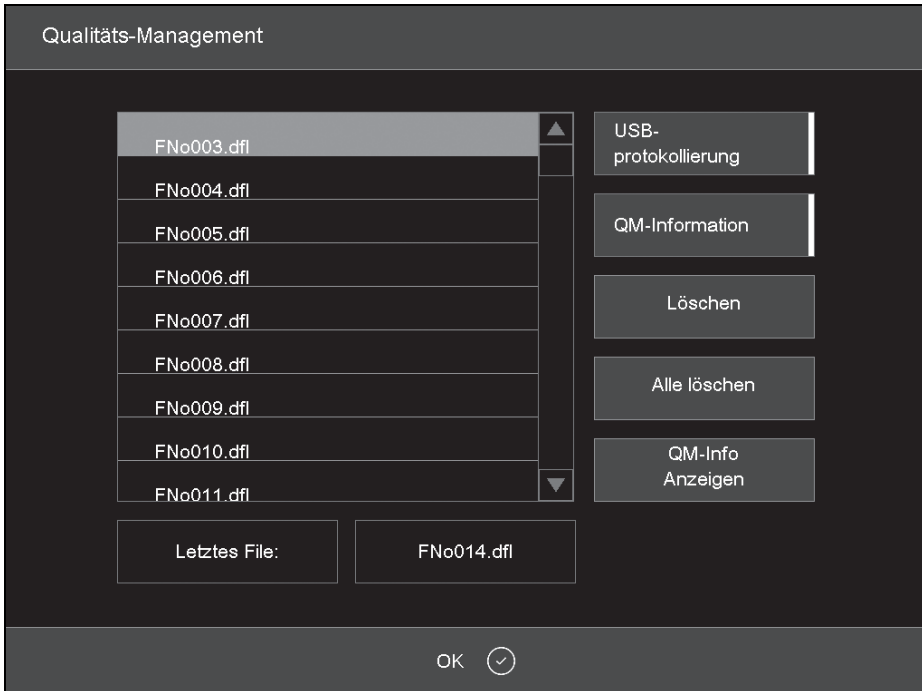 Qualitäts-Management
FNo003.dfl
FNo004.dfl
FNo005.dfl
FNo006.dfl
FNo007.dfl
FNo008.dfl
FNo009.dfl
FNo010.dfl
FNo011.dfl
USB-
protokollierung
QM-Information
Löschen
Alle löschen
QM-Info
Anzeigen
Letztes File:
FNo014.dfl
OK